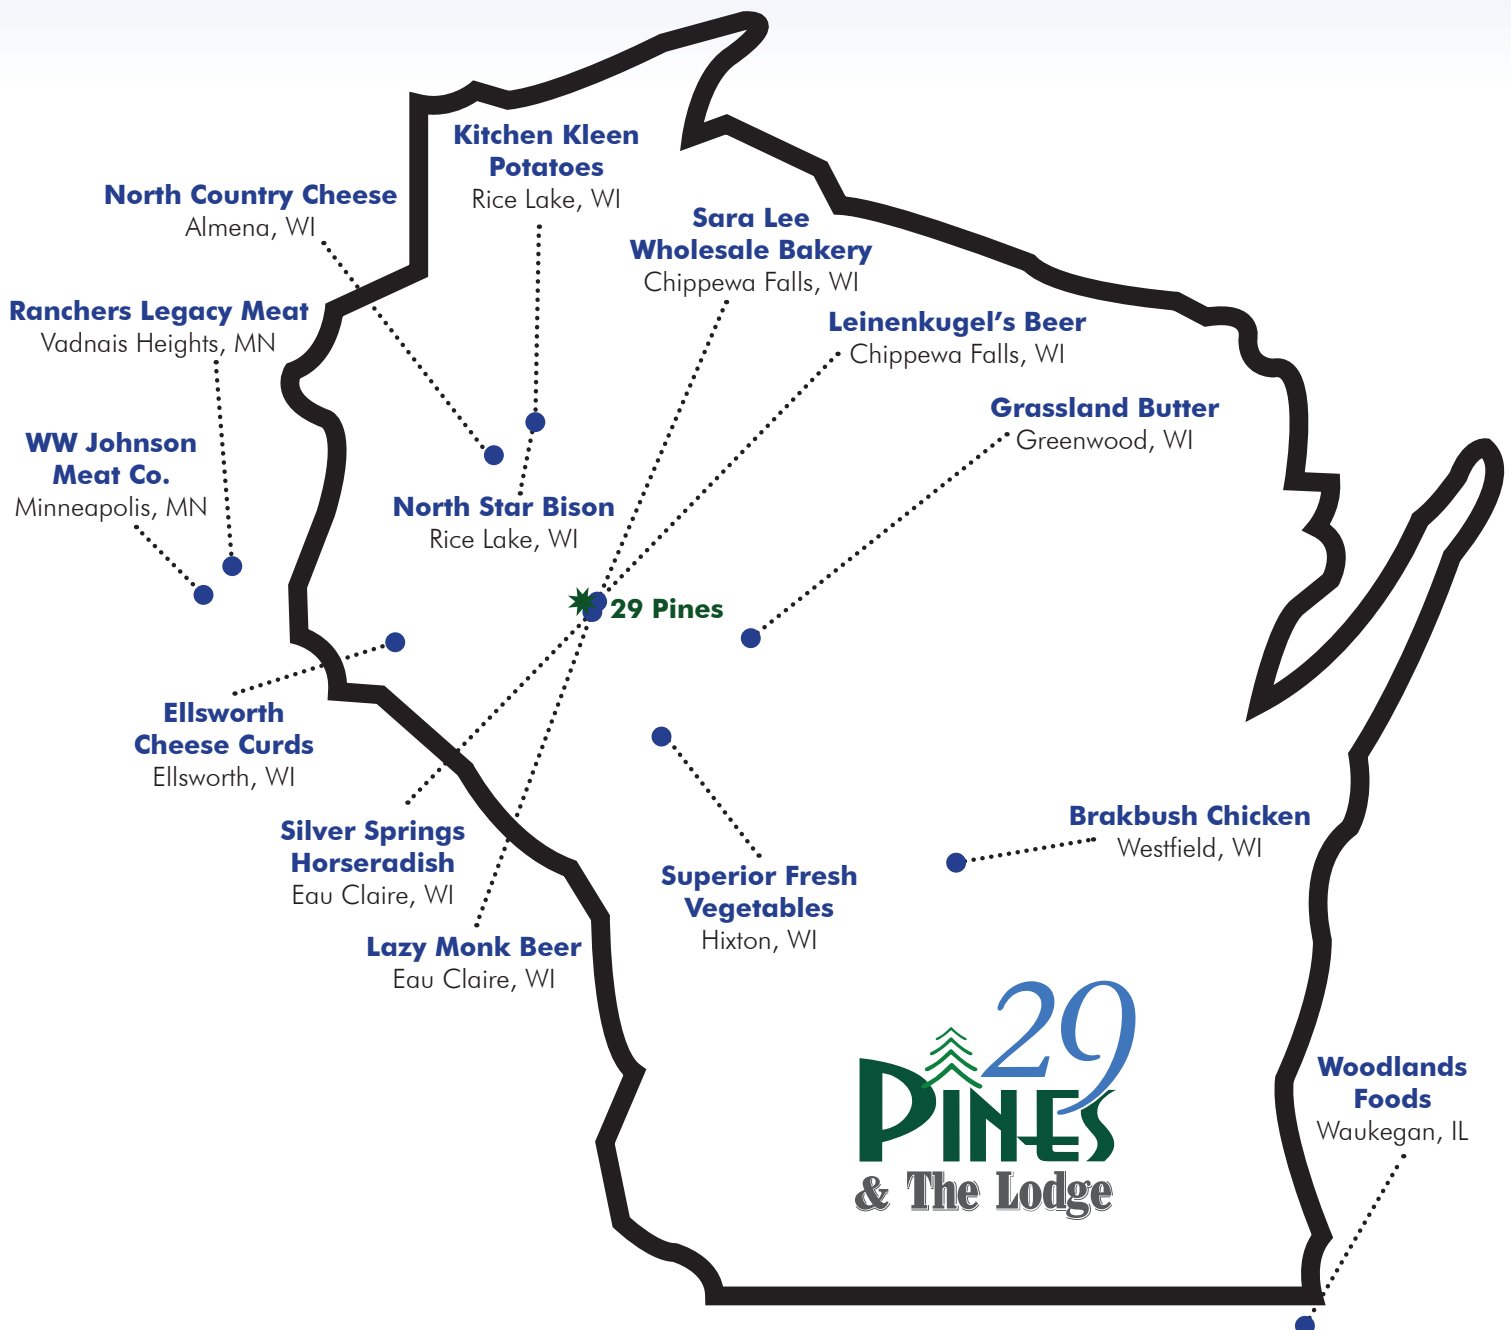 Kitchen Kleen
Potatoes
Rice Lake, WI
North Country Cheese
Almena, WI
Sara Lee
Wholesale Bakery
Chippewa Falls, WI
Ranchers Legacy Meat
Vadnais Heights, MN
Leinenkugel’s Beer
Chippewa Falls, WI
Grassland Butter
Greenwood, WI
WW Johnson
Meat Co.
Minneapolis, MN
North Star Bison
Rice Lake, WI
29 Pines
Ellsworth
Cheese Curds
Ellsworth, WI
Silver Springs
Horseradish
Eau Claire, WI
Superior Fresh
Vegetables
Hixton, WI
Brakbush Chicken
Westfield, WI
Lazy Monk Beer
Eau Claire, WI
29
PINES
& The Lodge
Woodlands
Foods
Waukegan, IL